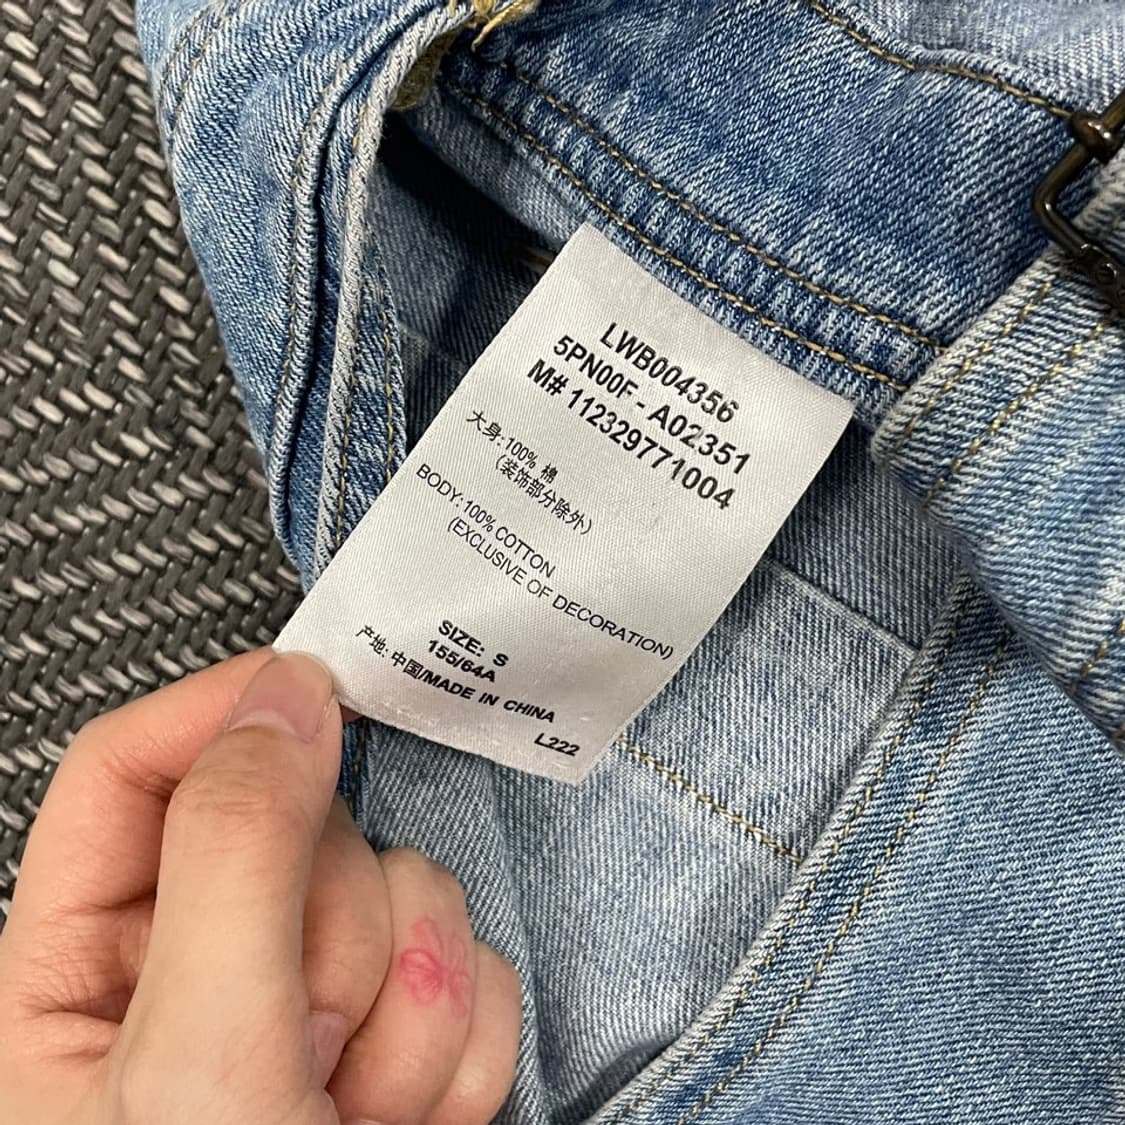 LWB004356
5PN00F - A02351
M# 112329771004
大身: 100% 棉
(装饰部分除外)
BODY: 100% COTTON
(EXCLUSIVE OF DECORATION)
SIZE: S
155/64A
产地: 中国/MADE IN CHINA
L222